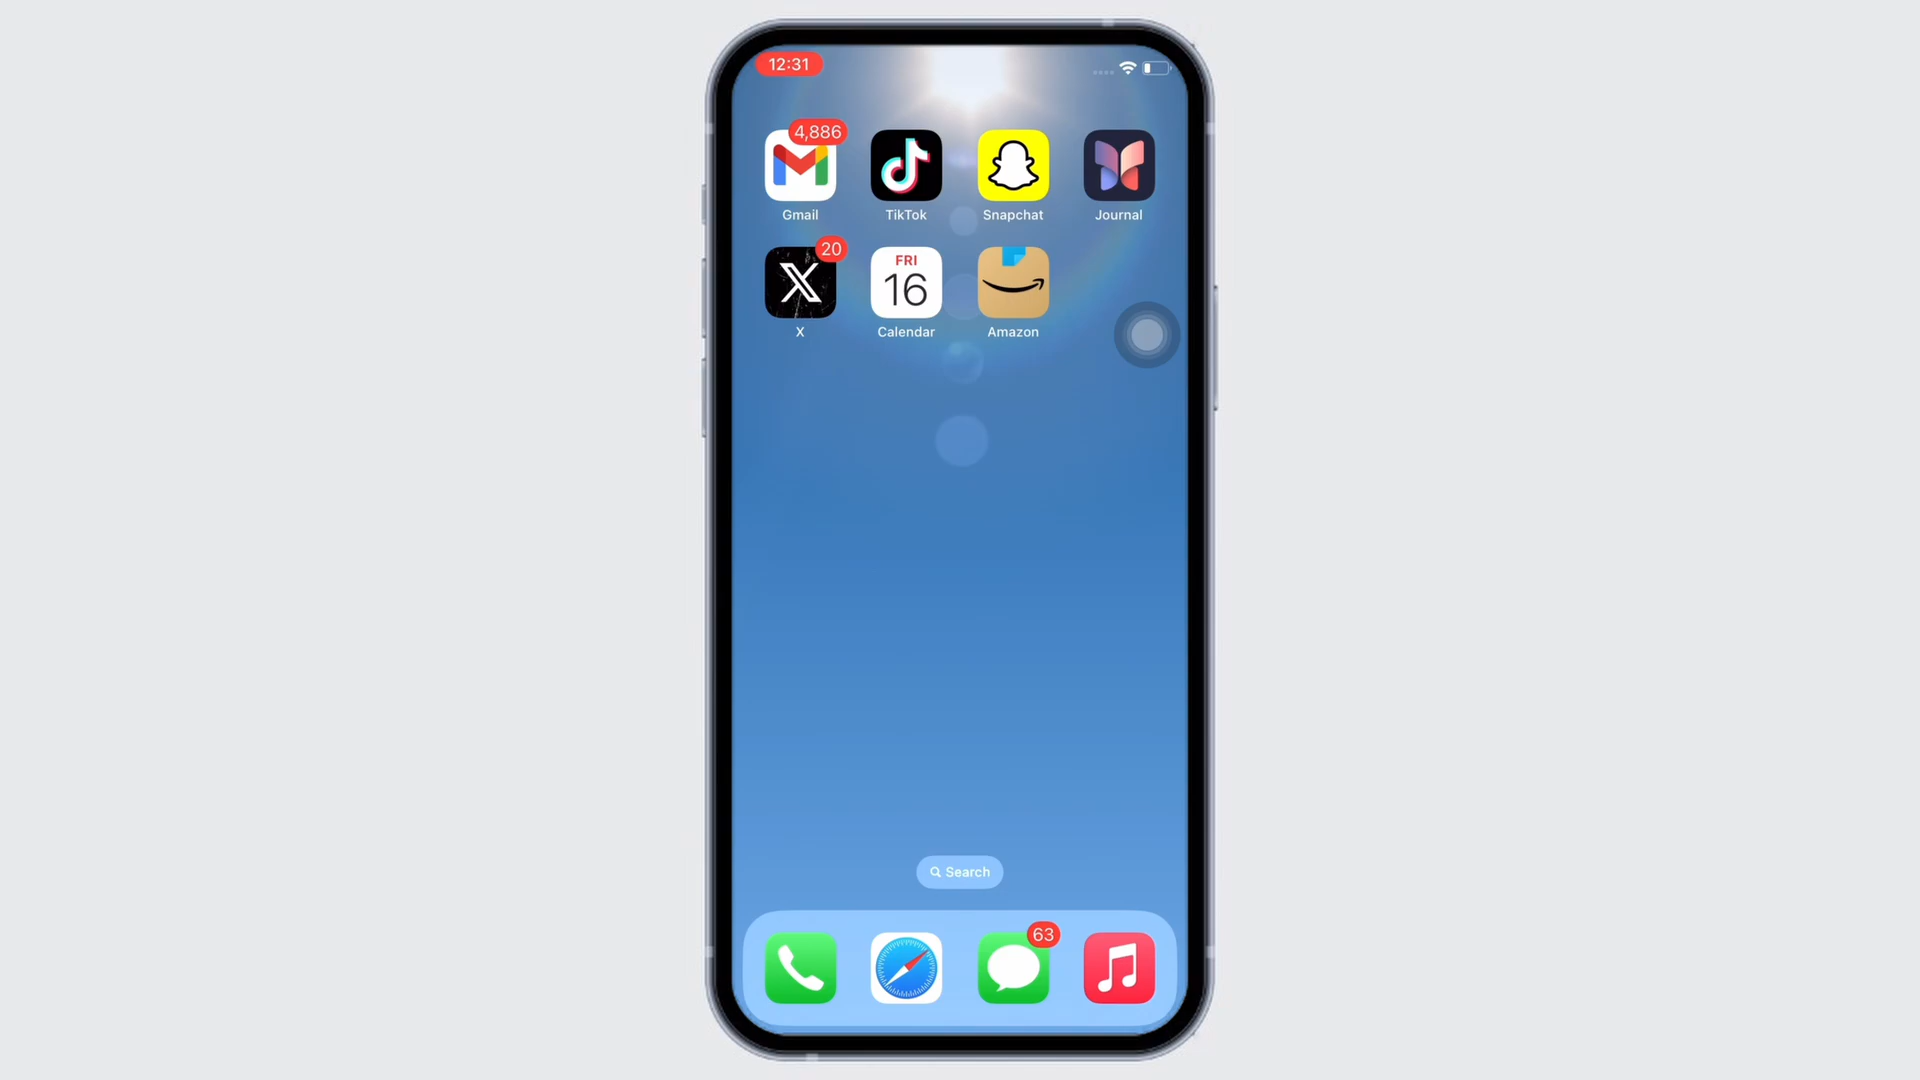 12:31
4,886
Gmail
TikTok
Snapchat
Journal
20
X
FRI
16
Calendar
Amazon
Search
63